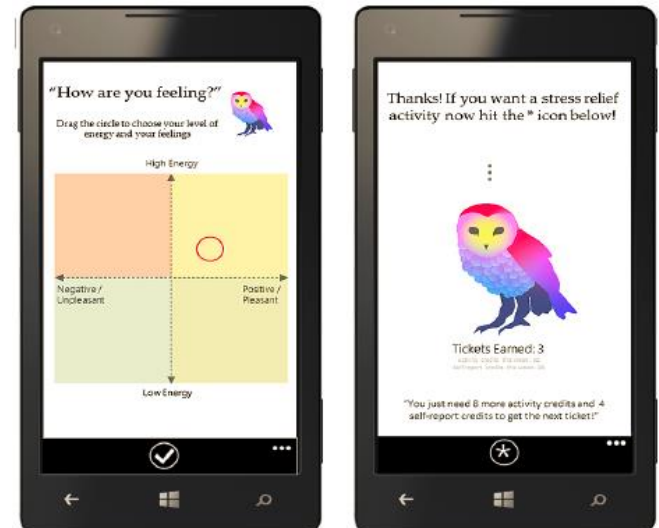 "How are you feeling?"
Drag the circle to choose your level of
energy and your feelings
High Energy
Negative /
Unpleasant
Positive /
Pleasant
Low Energy
Thanks! If you want a stress relief
activity now hit the * icon below!
Tickets Earned: 3
"You just need 8 more activity credits and 4
self-report credits to get the next ticket!"